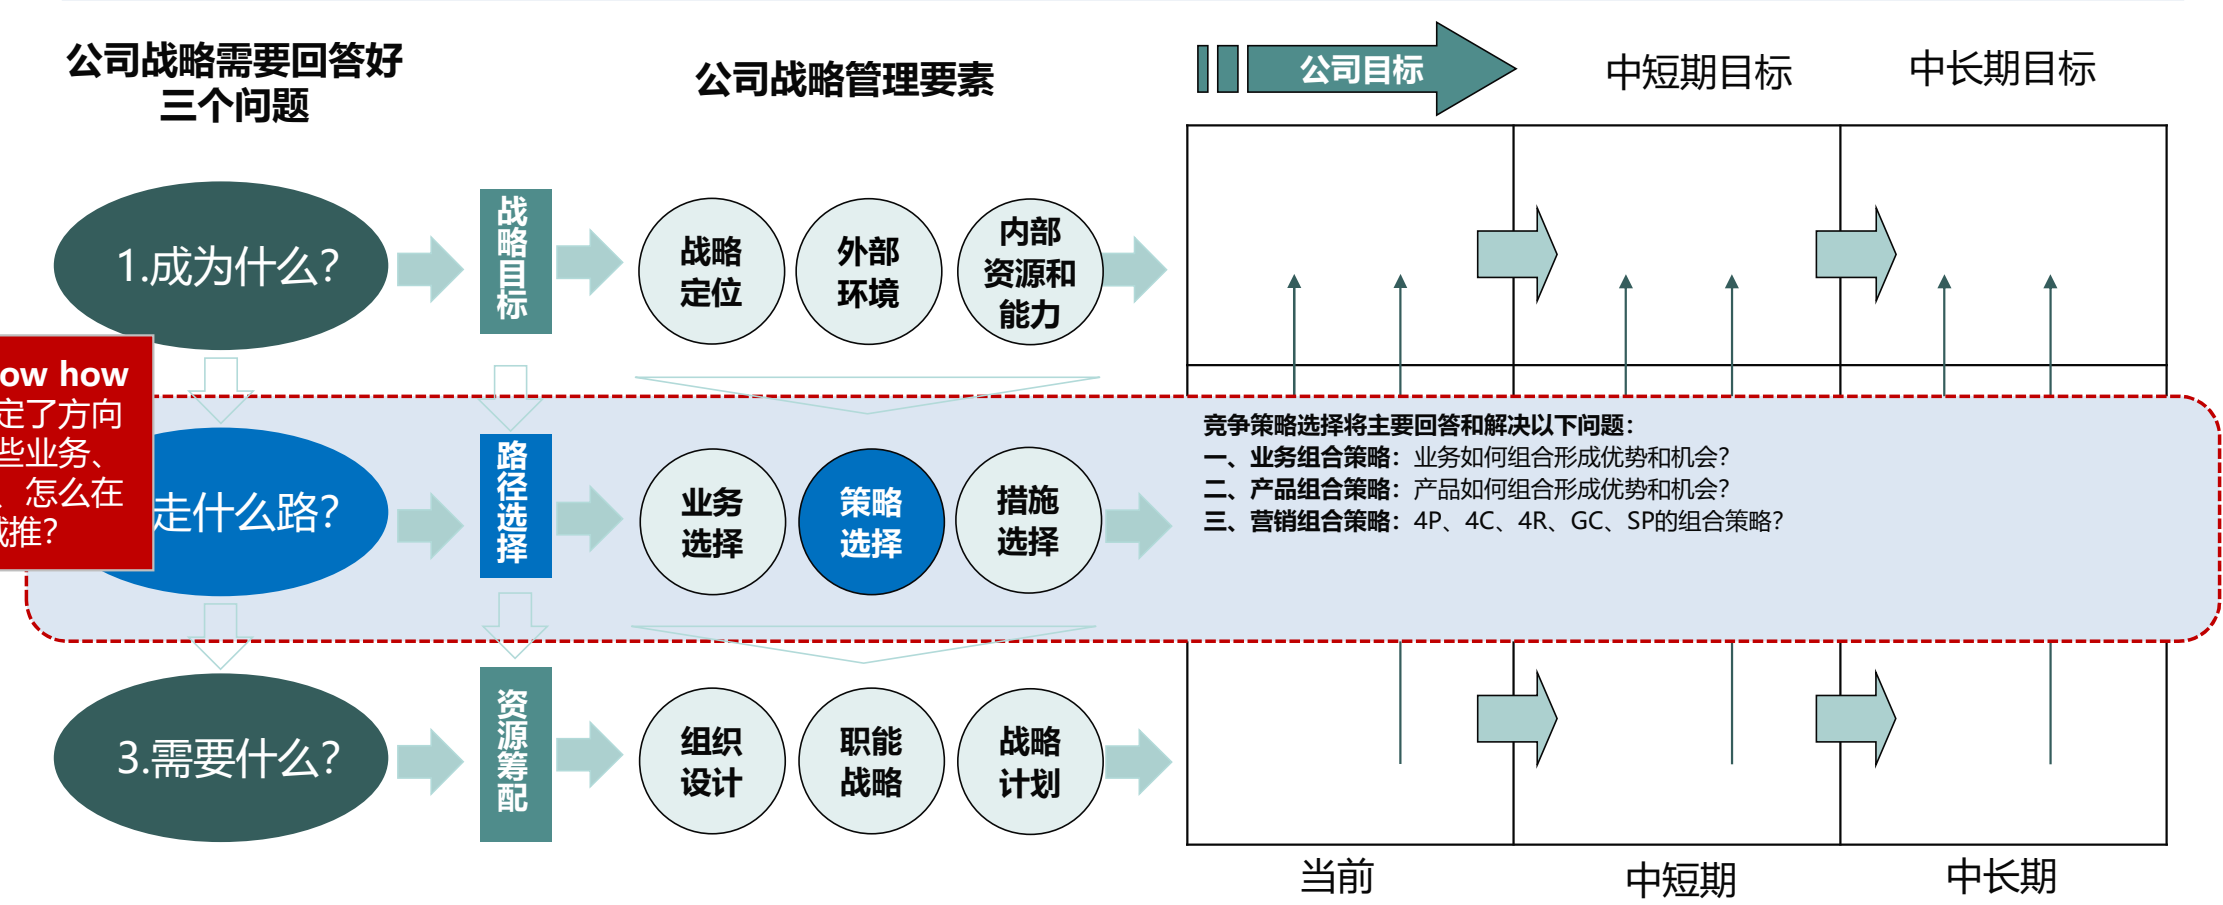 公司战略需要回答好
三个问题
公司战略管理要素
公司目标
中短期目标
中长期目标
1.成为什么？
战略目标
战略
定位
外部
环境
内部
资源和
能力
ow how
定了方向
些业务、
、怎么在
推？
走什么路？
路径选择
业务
选择
策略
选择
措施
选择
竞争策略选择将主要回答和解决以下问题：
一、业务组合策略：业务如何组合形成优势和机会？
二、产品组合策略：产品如何组合形成优势和机会？
三、营销组合策略：4P、4C、4R、GC、SP的组合策略？
3.需要什么？
资源筹配
组织
设计
职能
战略
战略
计划
当前
中短期
中长期